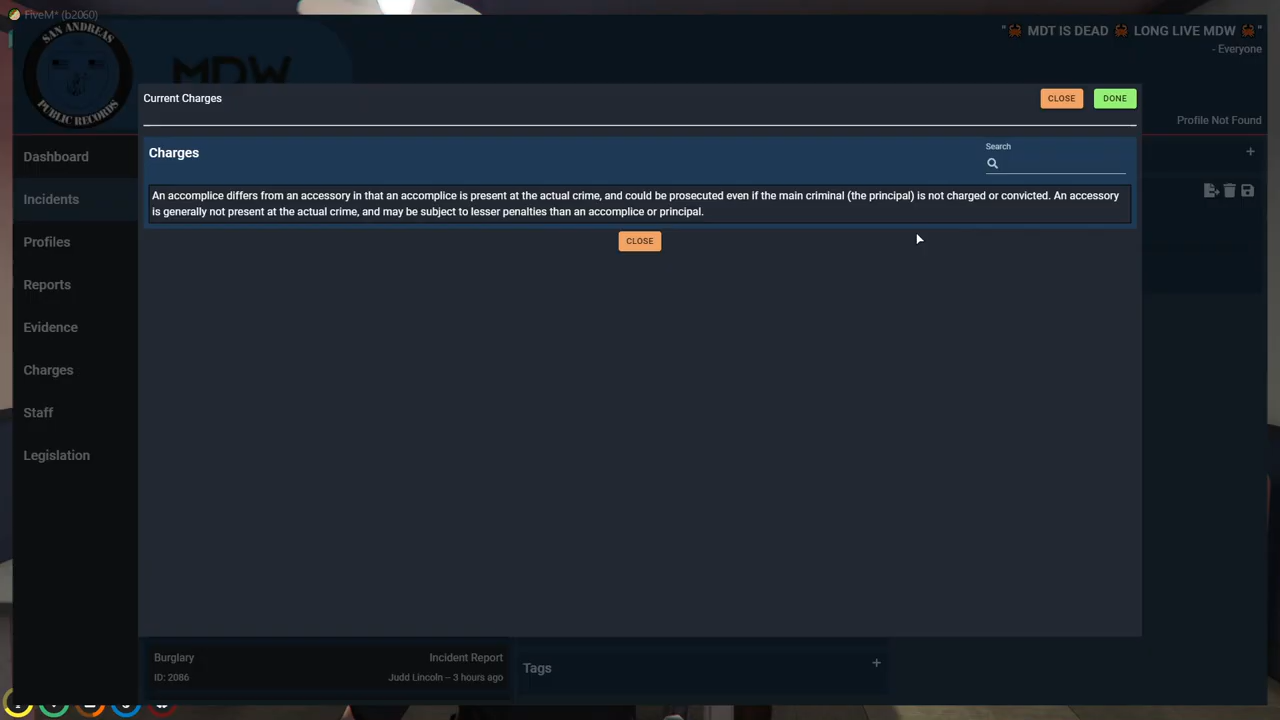 FiveM* (b2060)
SAN ANDREAS
PUBLIC RECORDS
MDW
" MDT IS DEAD LONG LIVE MDW "
- Everyone
Current Charges
CLOSE
DONE
Profile Not Found
Charges
Search
An accomplice differs from an accessory in that an accomplice is present at the actual crime, and could be prosecuted even if the main criminal (the principal) is not charged or convicted. An accessory
is generally not present at the actual crime, and may be subject to lesser penalties than an accomplice or principal.
CLOSE
Dashboard
Incidents
Profiles
Reports
Evidence
Charges
Staff
Legislation
Burglary
Incident Report
ID: 2086
Judd Lincoln – 3 hours ago
Tags